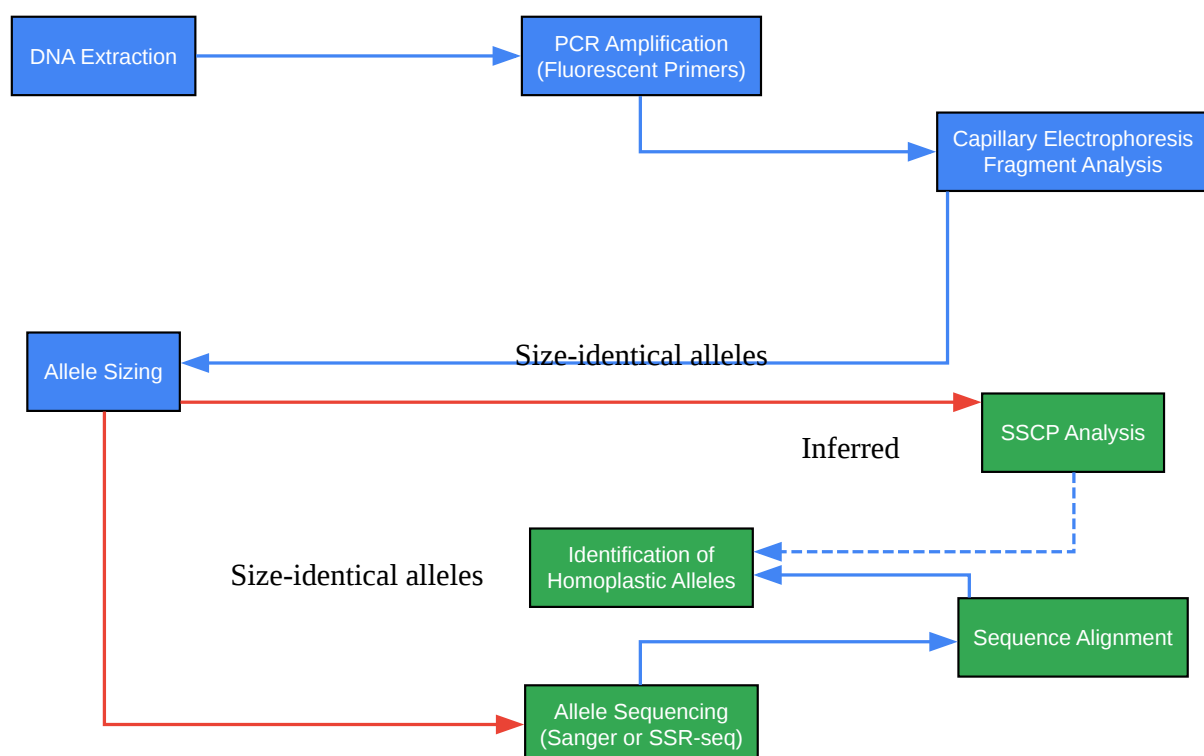 DNA Extraction
PCR Amplification
(Fluorescent Primers)
Capillary Electrophoresis
Fragment Analysis
Size-identical alleles
Allele Sizing
SSCP Analysis
Inferred
Identification of
Homoplastic Alleles
Size-identical alleles
Sequence Alignment
Allele Sequencing
(Sanger or SSR-seq)